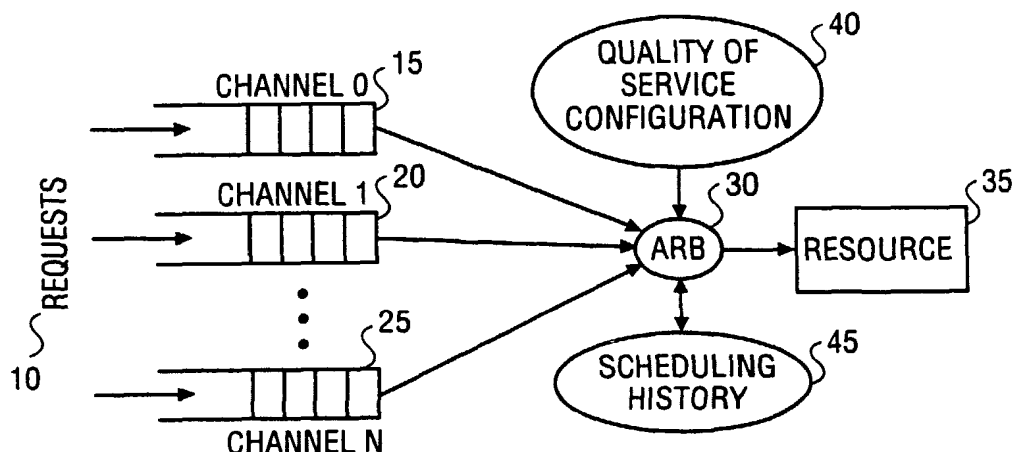 40
QUALITY OF
SERVICE
CONFIGURATION
CHANNEL 0
15
CHANNEL 1
20
30
35
ARB
RESOURCE
REQUESTS
10
25
CHANNEL N
45
SCHEDULING
HISTORY